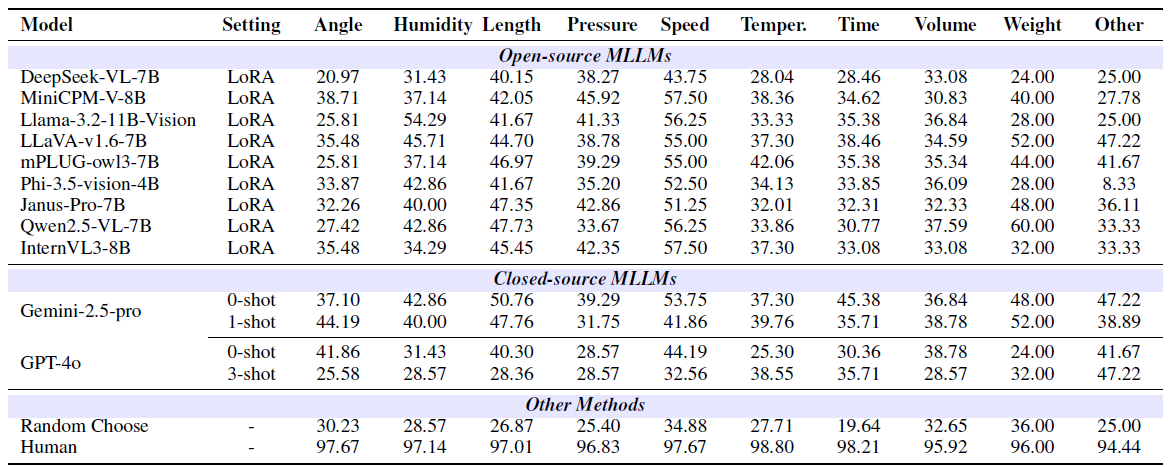 Model Setting Angle Humidity Length Pressure Speed Temper. Time Volume Weight Other
Open-source MLLMs
DeepSeek-VL-7B LoRA 20.97 31.43 40.15 38.27 43.75 28.04 28.46 33.08 24.00 25.00
MiniCPM-V-8B LoRA 38.71 37.14 42.05 45.92 57.50 38.36 34.62 30.83 40.00 27.78
Llama-3.2-11B-Vision LoRA 25.81 54.29 41.67 41.33 56.25 33.33 35.38 36.84 28.00 25.00
LLaVA-v1.6-7B LoRA 35.48 45.71 44.70 38.78 55.00 37.30 38.46 34.59 52.00 47.22
mPLUG-owl3-7B LoRA 25.81 37.14 46.97 39.29 55.00 42.06 35.38 35.34 44.00 41.67
Phi-3.5-vision-4B LoRA 33.87 42.86 41.67 35.20 52.50 34.13 33.85 36.09 28.00 8.33
Janus-Pro-7B LoRA 32.26 40.00 47.35 42.86 51.25 32.01 32.31 32.33 48.00 36.11
Qwen2.5-VL-7B LoRA 27.42 42.86 47.73 33.67 56.25 33.86 30.77 37.59 60.00 33.33
InternVL3-8B LoRA 35.48 34.29 45.45 42.35 57.50 37.30 33.08 33.08 32.00 33.33
Closed-source MLLMs
Gemini-2.5-pro 0-shot 37.10 42.86 50.76 39.29 53.75 37.30 45.38 36.84 48.00 47.22
1-shot 44.19 40.00 47.76 31.75 41.86 39.76 35.71 38.78 52.00 38.89
GPT-4o 0-shot 41.86 31.43 40.30 28.57 44.19 25.30 30.36 38.78 24.00 41.67
3-shot 25.58 28.57 28.36 28.57 32.56 38.55 35.71 28.57 32.00 47.22
Other Methods
Random Choose - 30.23 28.57 26.87 25.40 34.88 27.71 19.64 32.65 36.00 25.00
Human - 97.67 97.14 97.01 96.83 97.67 98.80 98.21 95.92 96.00 94.44